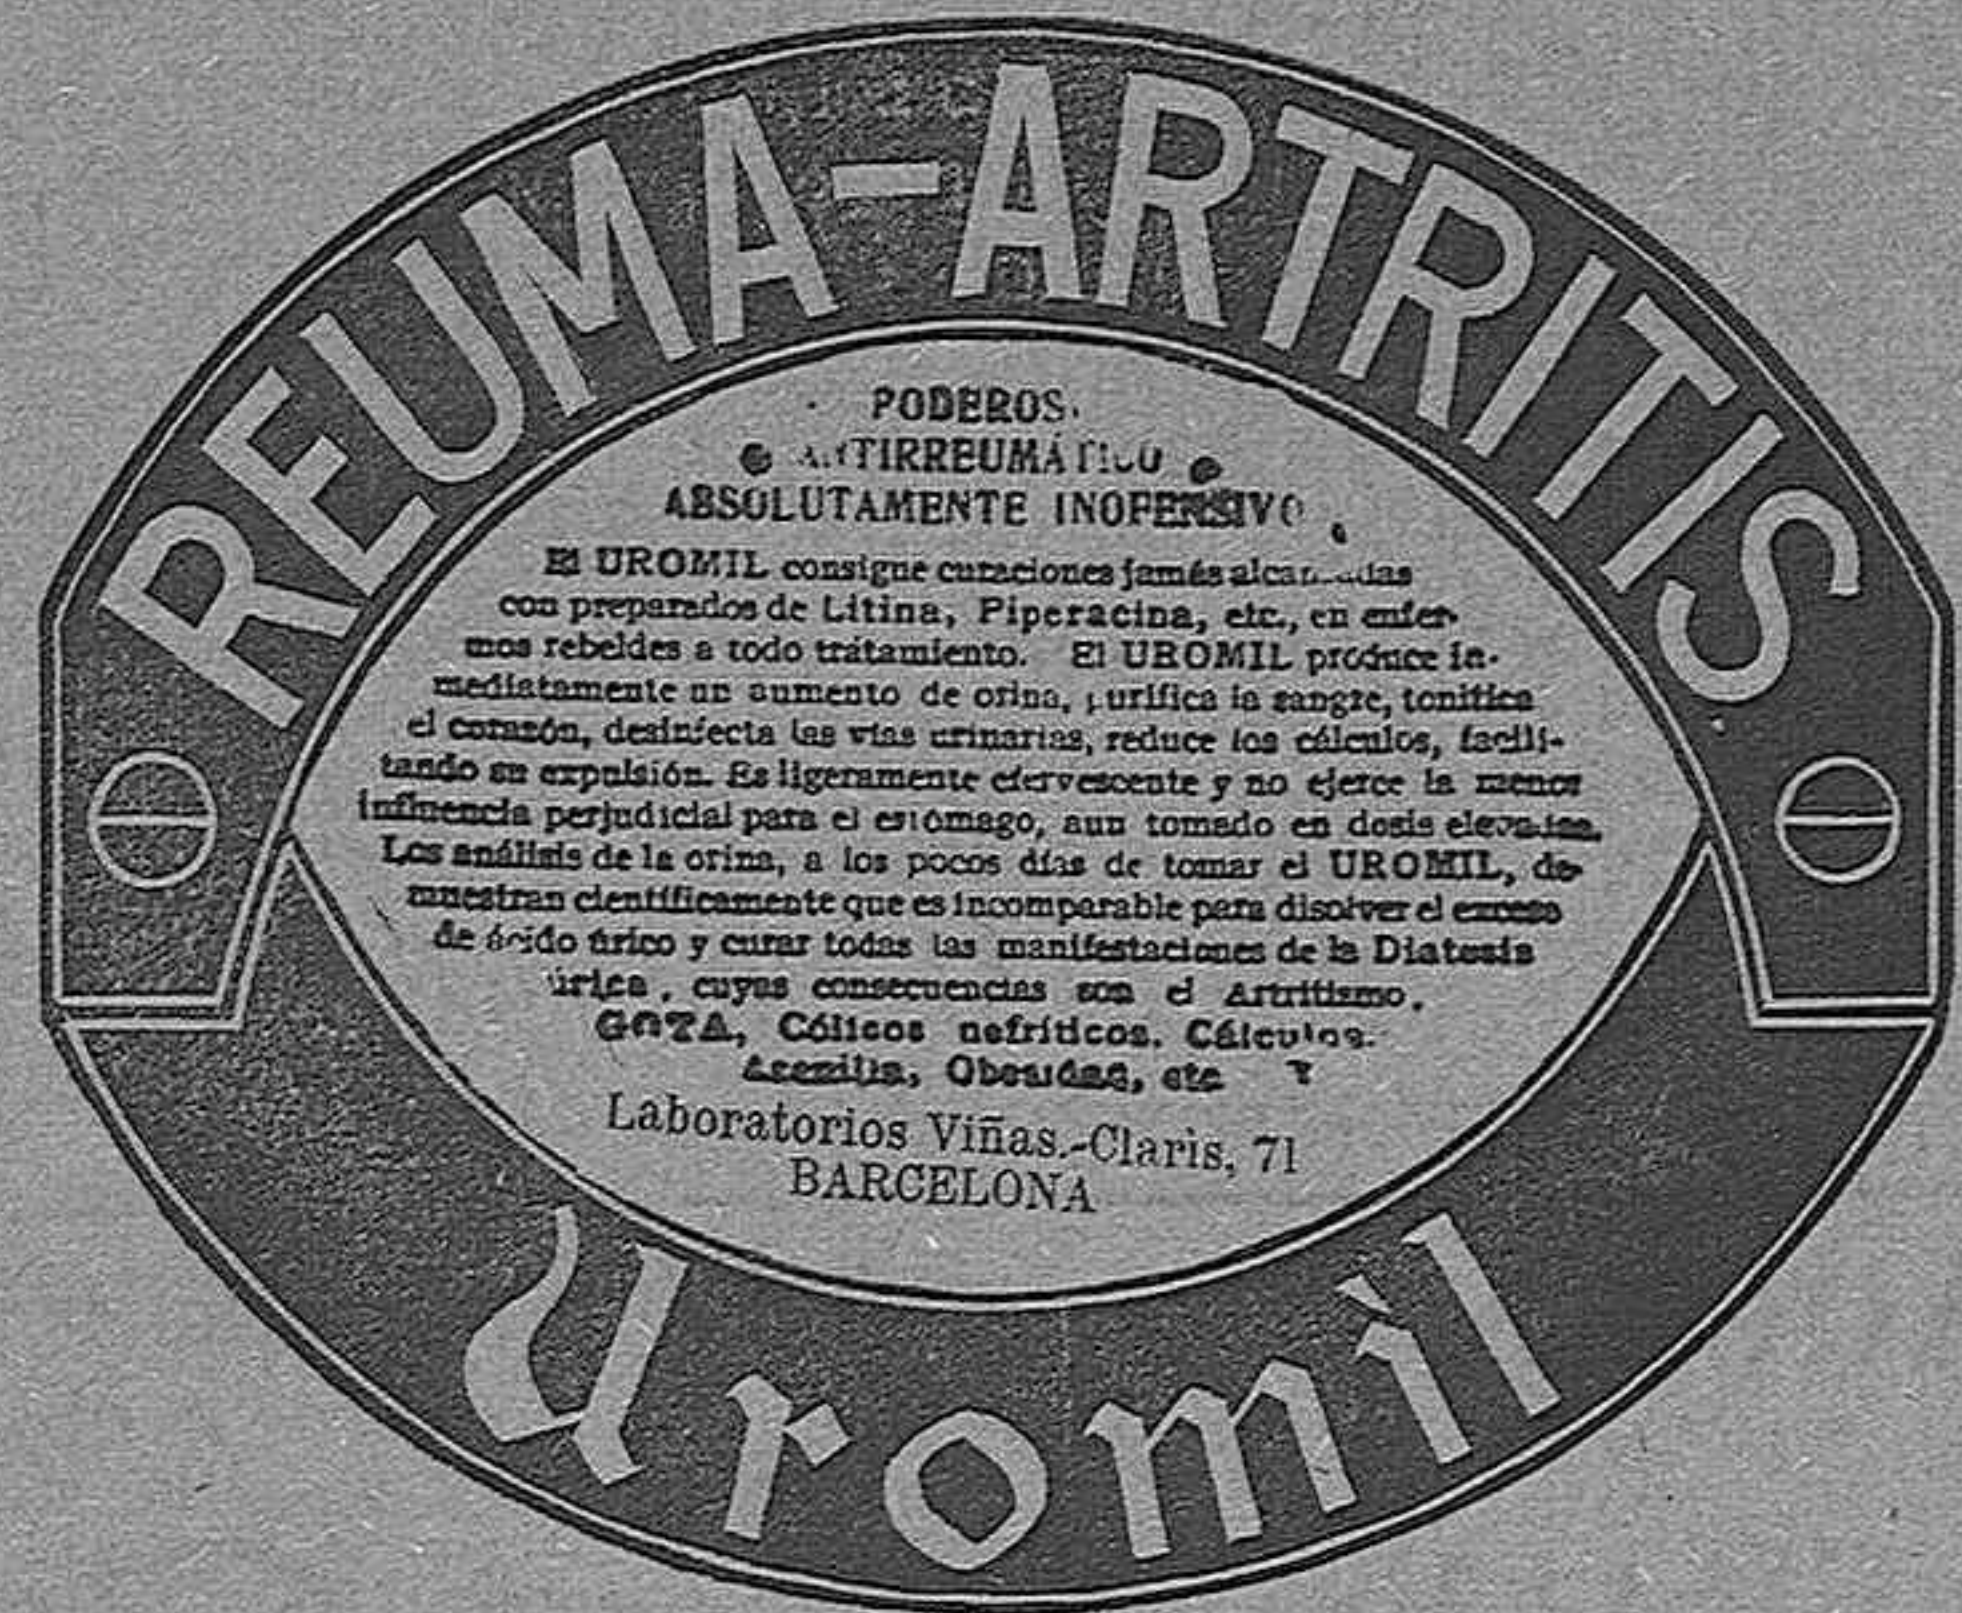 REUMA-ARTRITIS
PODEROS
ANTIRREUMÁTICO
ABSOLUTAMENTE INOFENSIVO
El UROMIL consigue curaciones jamás alcanzadas
con preparados de Litina, Piperacina, etc., en enfer-
mos rebeldes a todo tratamiento. El UROMIL produce in-
mediatamente un aumento de orina, purifica la sangre, tonifica
el corazón, desinfecta las vías urinarias, reduce los cálculos, facili-
tando su expulsión. Es ligeramente efervescente y no ejerce la menor
influencia perjudicial para el estómago, aun tomado en dosis elevadas.
Los análisis de la orina, a los pocos días de tomar el UROMIL, de-
muestran científicamente que es incomparable para disolver el exceso
de ácido úrico y curar todas las manifestaciones de la Diatesis
úrica, cuyas consecuencias son el Artritismo,
GOTA, Cólicos nefríticos. Cálculos.
Obesidad, etc
Laboratorios Viñas.-Claris, 71
BARCELONA
Uromil